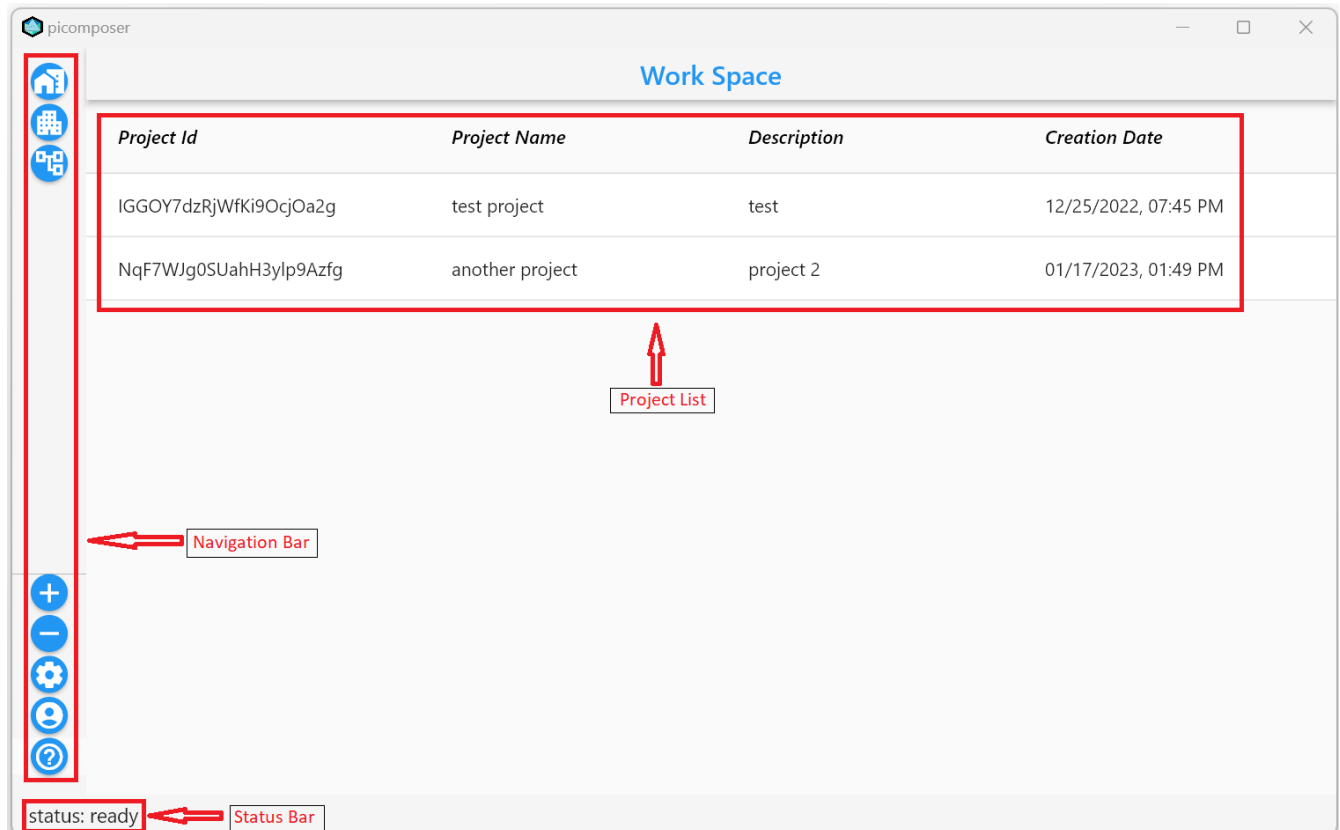 picomposer
Work Space
Project Id Project Name Description Creation Date
IGGOY7dzRjWfKi9OcjOa2g test project test 12/25/2022, 07:45 PM
NqF7WJg0SUahH3ylp9Azfg another project project 2 01/17/2023, 01:49 PM
Project List
Navigation Bar
status: ready Status Bar